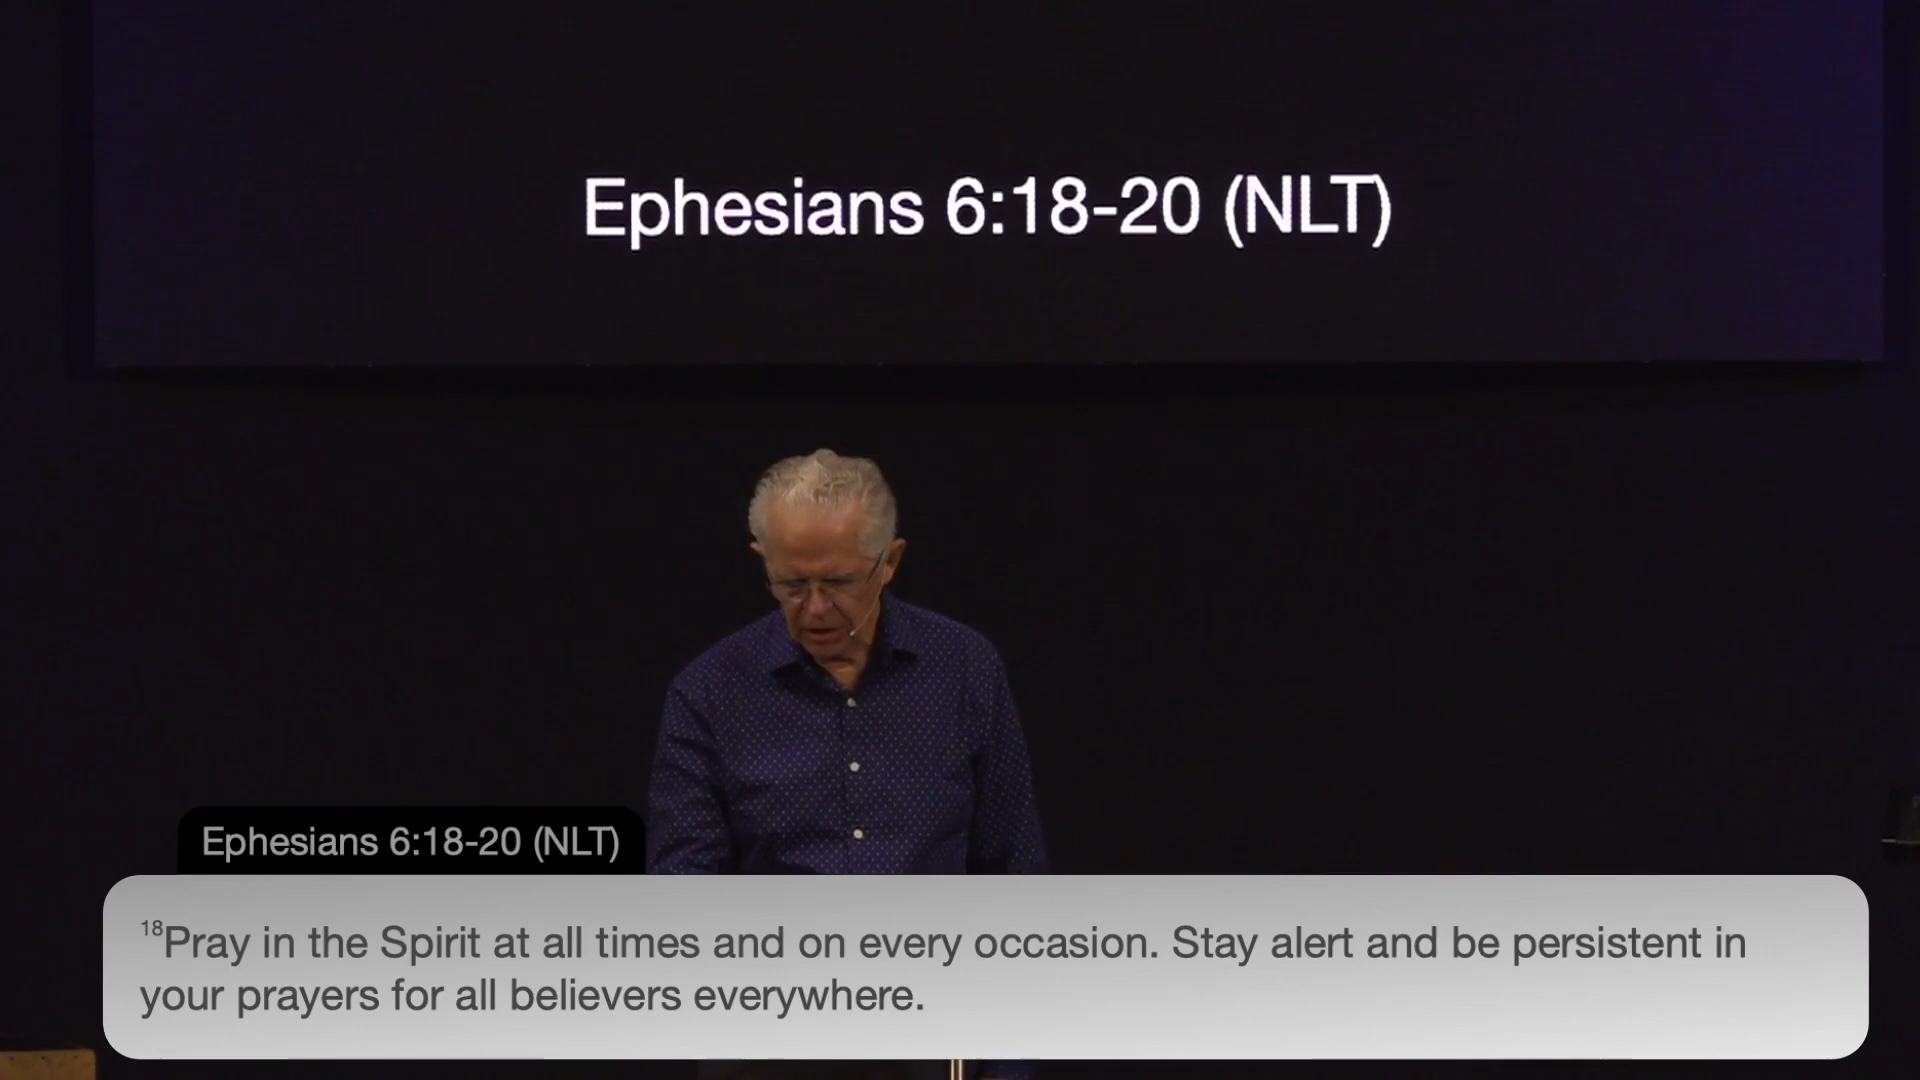 Ephesians 6:18-20 (NLT)
Ephesians 6:18-20 (NLT)
18Pray in the Spirit at all times and on every occasion. Stay alert and be persistent in
your prayers for all believers everywhere.